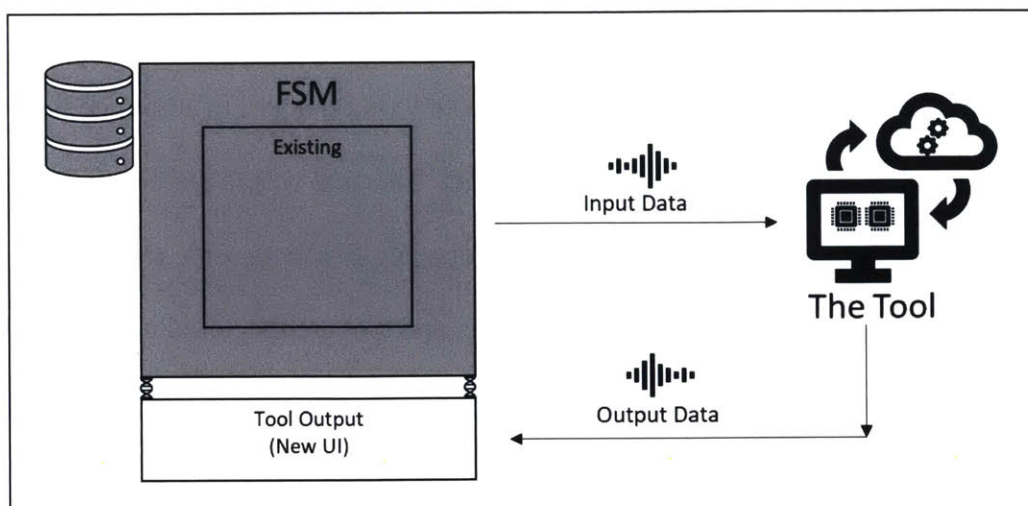 FSM
Existing
Input Data
The Tool
Output Data
Tool Output
(New UI)